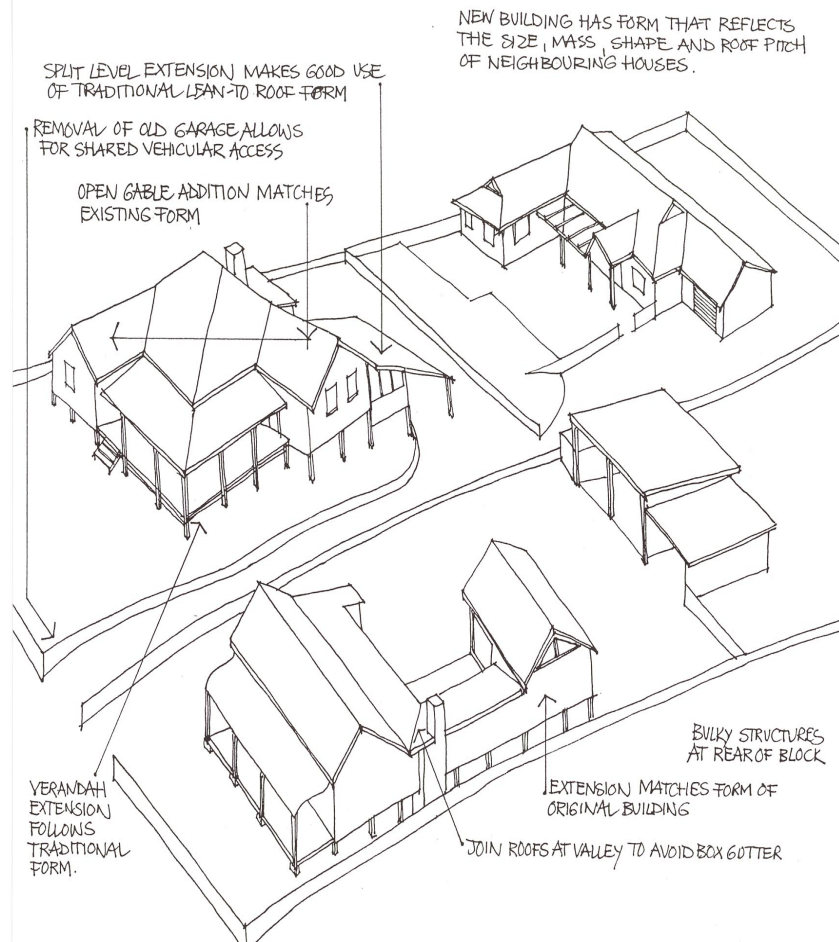 NEW BUILDING HAS FORM THAT REFLECTS
THE SIZE, MASS, SHAPE AND ROOF PITCH
OF NEIGHBOURING HOUSES.
SPLIT LEVEL EXTENSION MAKES GOOD USE
OF TRADITIONAL LEAN-TO ROOF FORM
REMOVAL OF OLD GARAGE ALLOWS
FOR SHARED VEHICULAR ACCESS
OPEN GABLE ADDITION MATCHES
EXISTING FORM
BULKY STRUCTURES
AT REAR OF BLOCK
VERANDAH
EXTENSION
FOLLOWS
TRADITIONAL
FORM.
EXTENSION MATCHES FORM OF
ORIGINAL BUILDING
JOIN ROOFS AT VALLEY TO AVOID BOX GUTTER